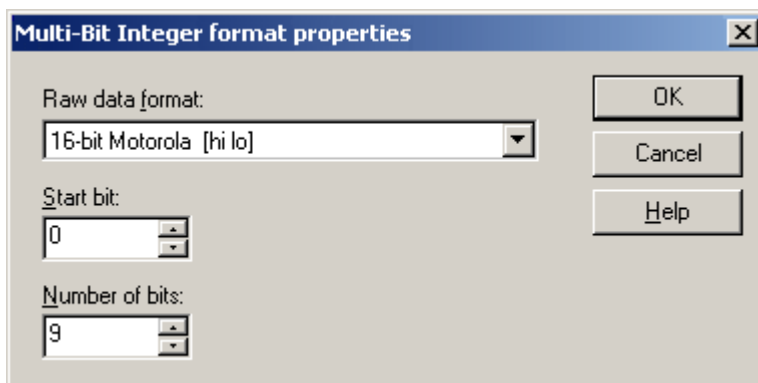 Multi-Bit Integer format properties
Raw data format:
16-bit Motorola [hi lo]
Start bit:
0
Number of bits:
9
OK
Cancel
Help